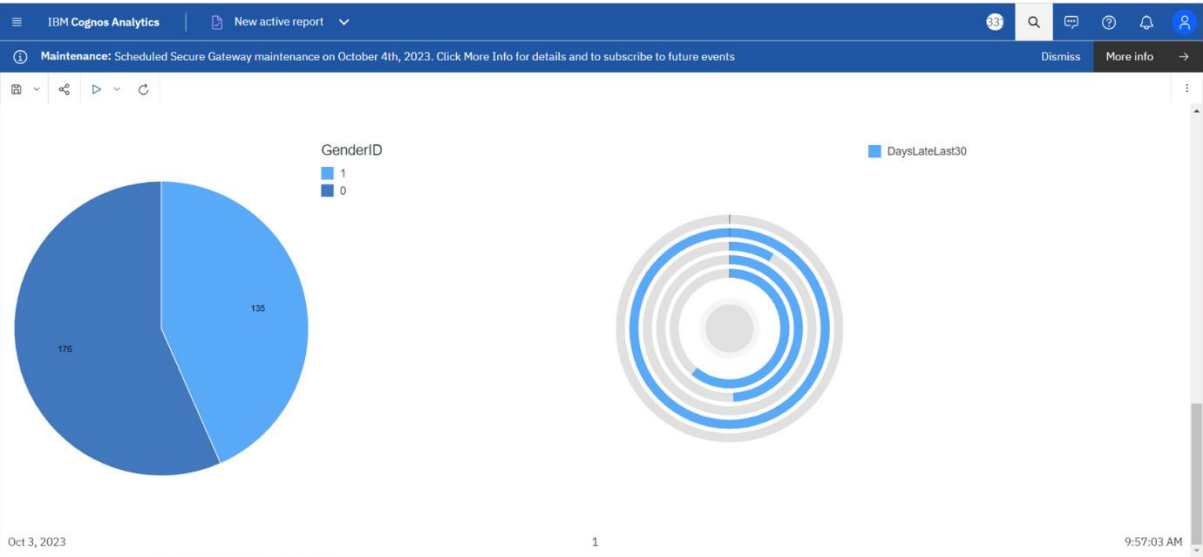 IBM Cognos Analytics
New active report
Maintenance: Scheduled Secure Gateway maintenance on October 4th, 2023. Click More Info for details and to subscribe to future events
Dismiss
More info
GenderID
1
0
135
176
DaysLateLast30
Oct 3, 2023
1
9:57:03 AM